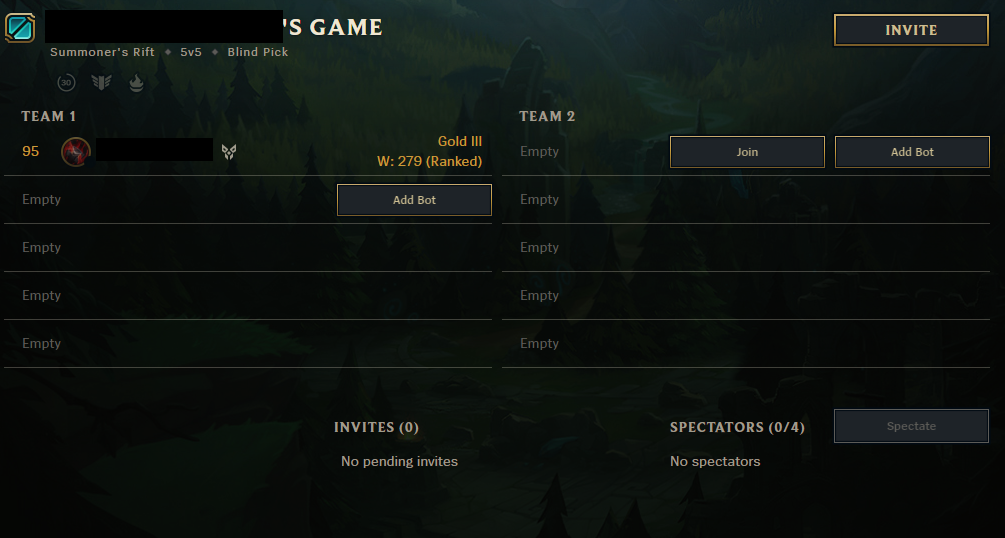 'S GAME
INVITE
Summoner's Rift ◆ 5v5 ◆ Blind Pick
30
TEAM 1
95
Gold III
W: 279 (Ranked)
Empty
Add Bot
Empty
Empty
Empty
TEAM 2
Empty
Join
Add Bot
Empty
Empty
Empty
Empty
INVITES (0)
No pending invites
SPECTATORS (0/4)
Spectate
No spectators